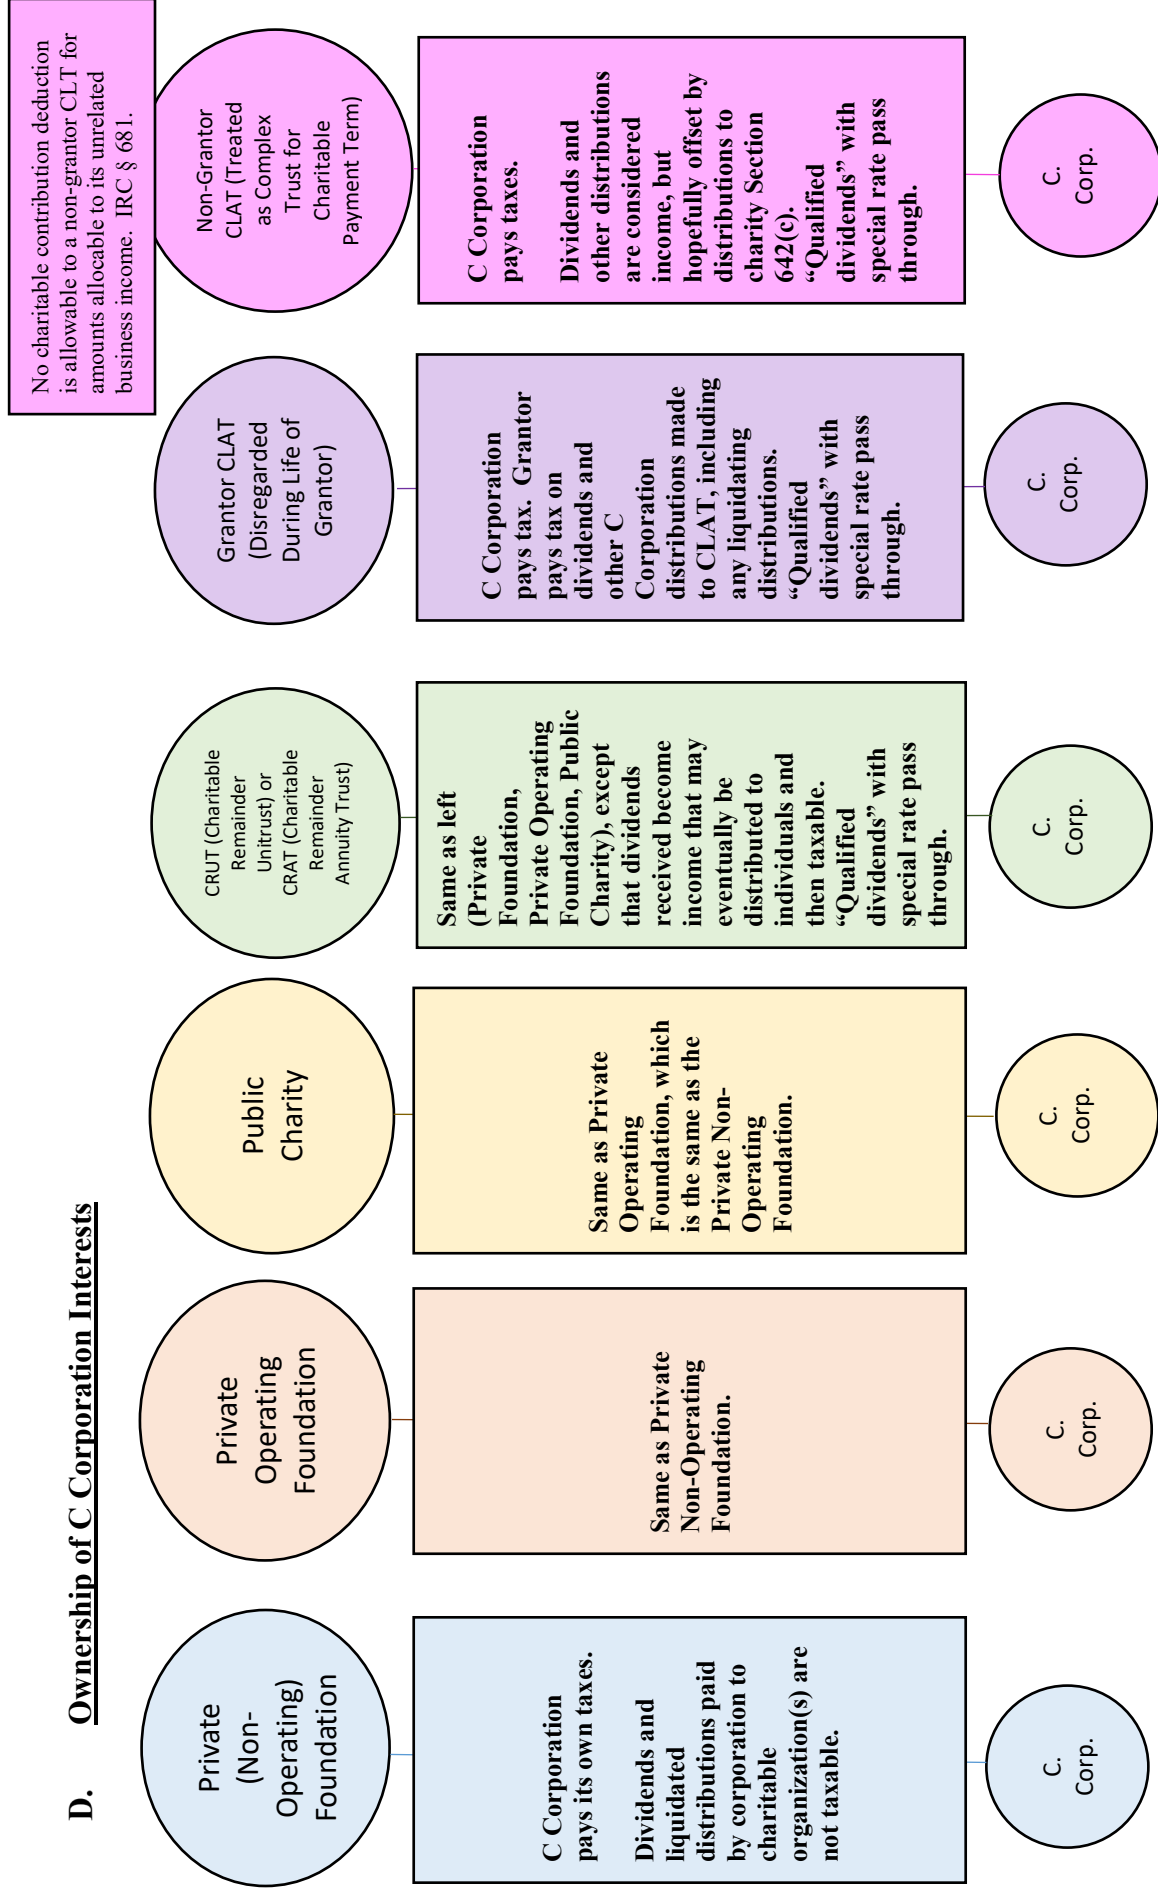 D. Ownership of C Corporation Interests
Private
(Non-
Operating)
Foundation
C Corporation
pays its own taxes.
Dividends and
liquidated
distributions paid
by corporation to
charitable
organization(s) are
not taxable.
C.
Corp.
Private
Operating
Foundation
Same as Private
Non-Operating
Foundation.
C.
Corp.
Public
Charity
Same as Private
Operating
Foundation, which
is the same as the
Private Non-
Operating
Foundation.
C.
Corp.
CRUT (Charitable
Remainder
Unitrust) or
CRAT (Charitable
Remainder
Annuity Trust)
Same as left
(Private
Foundation,
Private Operating
Foundation, Public
Charity), except
that dividends
received become
income that may
eventually be
distributed to
individuals and
then taxable.
“Qualified
dividends” with
special rate pass
through.
C.
Corp.
Grantor CLAT
(Disregarded
During Life of
Grantor)
C Corporation
pays tax. Grantor
pays tax on
dividends and
other C
Corporation
distributions made
to CLAT, including
any liquidating
distributions.
“Qualified
dividends” with
special rate pass
through.
C.
Corp.
No charitable contribution deduction
is allowable to a non-grantor CLT for
amounts allocable to its unrelated
business income. IRC § 681.
Non-Grantor
CLAT (Treated
as Complex
Trust for
Charitable
Payment Term)
C Corporation
pays taxes.
Dividends and
other distributions
are considered
income, but
hopefully offset by
distributions to
charity Section
642(c).
“Qualified
dividends” with
special rate pass
through.
C.
Corp.